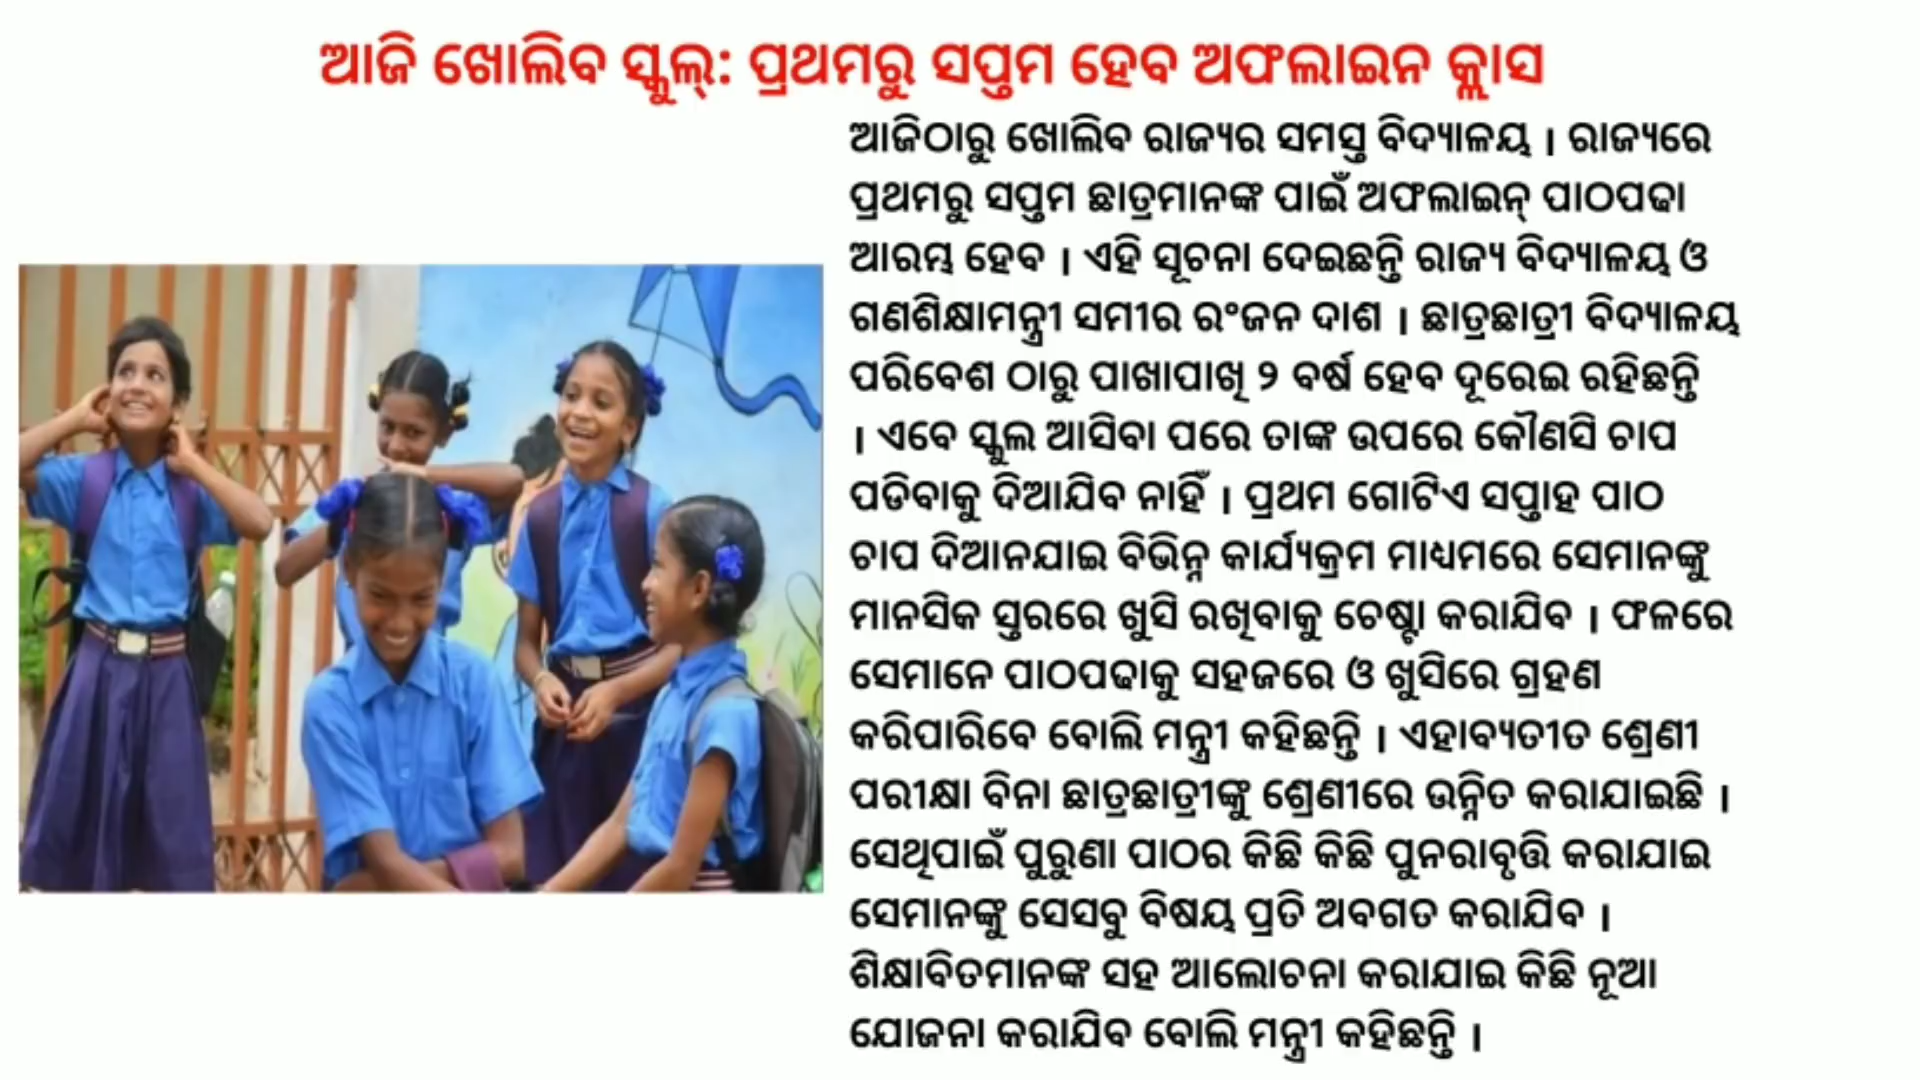 ଆଜି ଖୋଲିବ ସ୍କୁଲ୍: ପ୍ରଥମରୁ ସପ୍ତମ ହେବ ଅଫଲାଇନ କ୍ଲାସ
ଆଜିଠାରୁ ଖୋଲିବ ରାଜ୍ୟର ସମସ୍ତ ବିଦ୍ୟାଳୟ । ରାଜ୍ୟରେ
ପ୍ରଥମରୁ ସପ୍ତମ ଛାତ୍ରମାନଙ୍କ ପାଇଁ ଅଫଲାଇନ୍ ପାଠପଢା
ଆରମ୍ଭ ହେବ । ଏହି ସୂଚନା ଦେଇଛନ୍ତି ରାଜ୍ୟ ବିଦ୍ୟାଳୟ ଓ
ଗଣଶିକ୍ଷାମନ୍ତ୍ରୀ ସମୀର ରଂଜନ ଦାଶ । ଛାତ୍ରଛାତ୍ରୀ ବିଦ୍ୟାଳୟ
ପରିବେଶ ଠାରୁ ପାଖାପାଖି ୨ ବର୍ଷ ହେବ ଦୂରେଇ ରହିଛନ୍ତି
। ଏବେ ସ୍କୁଲ ଆସିବା ପରେ ତାଙ୍କ ଉପରେ କୌଣସି ଚାପ
ପଡିବାକୁ ଦିଆଯିବ ନାହିଁ । ପ୍ରଥମ ଗୋଟିଏ ସପ୍ତାହ ପାଠ
ଚାପ ଦିଆନଯାଇ ବିଭିନ୍ନ କାର୍ଯ୍ୟକ୍ରମ ମାଧ୍ୟମରେ ସେମାନଙ୍କୁ
ମାନସିକ ସ୍ତରରେ ଖୁସି ରଖିବାକୁ ଚେଷ୍ଟା କରାଯିବ । ଫଳରେ
ସେମାନେ ପାଠପଢାକୁ ସହଜରେ ଓ ଖୁସିରେ ଗ୍ରହଣ
କରିପାରିବେ ବୋଲି ମନ୍ତ୍ରୀ କହିଛନ୍ତି । ଏହାବ୍ୟତୀତ ଶ୍ରେଣୀ
ପରୀକ୍ଷା ବିନା ଛାତ୍ରଛାତ୍ରୀଙ୍କୁ ଶ୍ରେଣୀରେ ଉନ୍ନିତ କରାଯାଇଛି ।
ସେଥିପାଇଁ ପୁରୁଣା ପାଠର କିଛି କିଛି ପୁନରାବୃତ୍ତି କରାଯାଇ
ସେମାନଙ୍କୁ ସେସବୁ ବିଷୟ ପ୍ରତି ଅବଗତ କରାଯିବ ।
ଶିକ୍ଷାବିତମାନଙ୍କ ସହ ଆଲୋଚନା କରାଯାଇ କିଛି ନୂଆ
ଯୋଜନା କରାଯିବ ବୋଲି ମନ୍ତ୍ରୀ କହିଛନ୍ତି ।